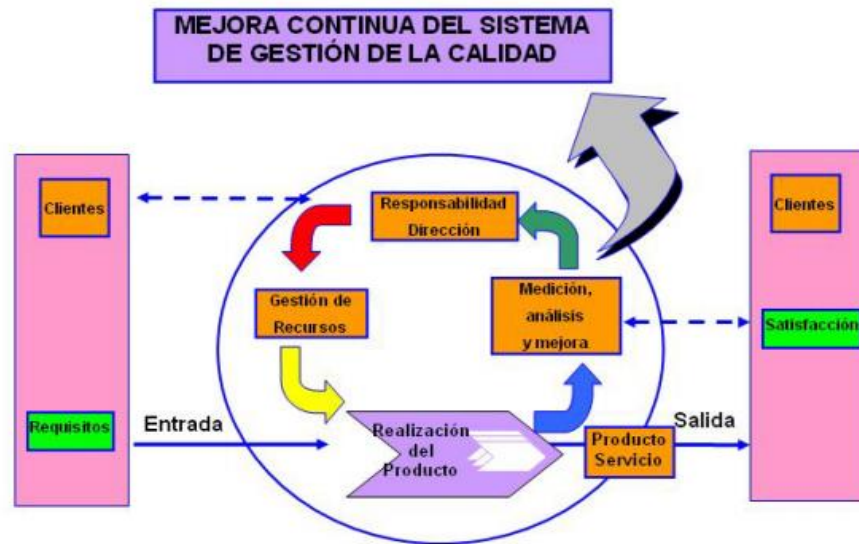 MEJORA CONTINUA DEL SISTEMA
DE GESTIÓN DE LA CALIDAD
Clientes
Requisitos
Entrada
Responsabilidad
Dirección
Gestión de
Recursos
Medición,
análisis
y mejora
Realización
del
Producto
Producto
Servicio
Salida
Clientes
Satisfacción